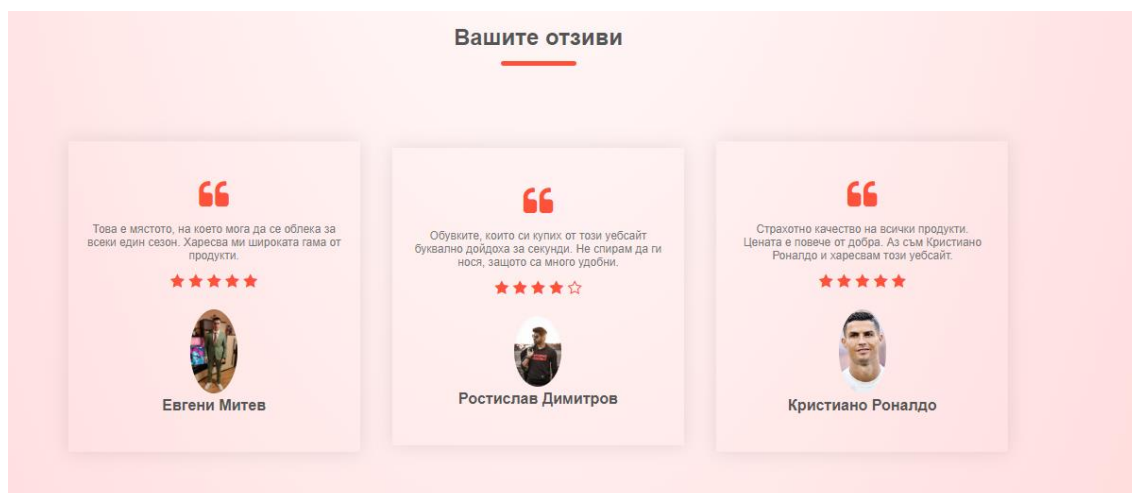 Вашите отзиви
Това е мястото, на което мога да се облека за
всеки един сезон. Харесва ми широката гама от
продукти.
Евгени Митев
Обувките, които си купих от този уебсайт
буквално дойдоха за секунди. Не спирам да ги
нося, защото са много удобни.
Ростислав Димитров
Страхотно качество на всички продукти.
Цената е повече от добра. Аз съм Кристиано
Роналдо и харесвам този уебсайт.
Кристиано Роналдо